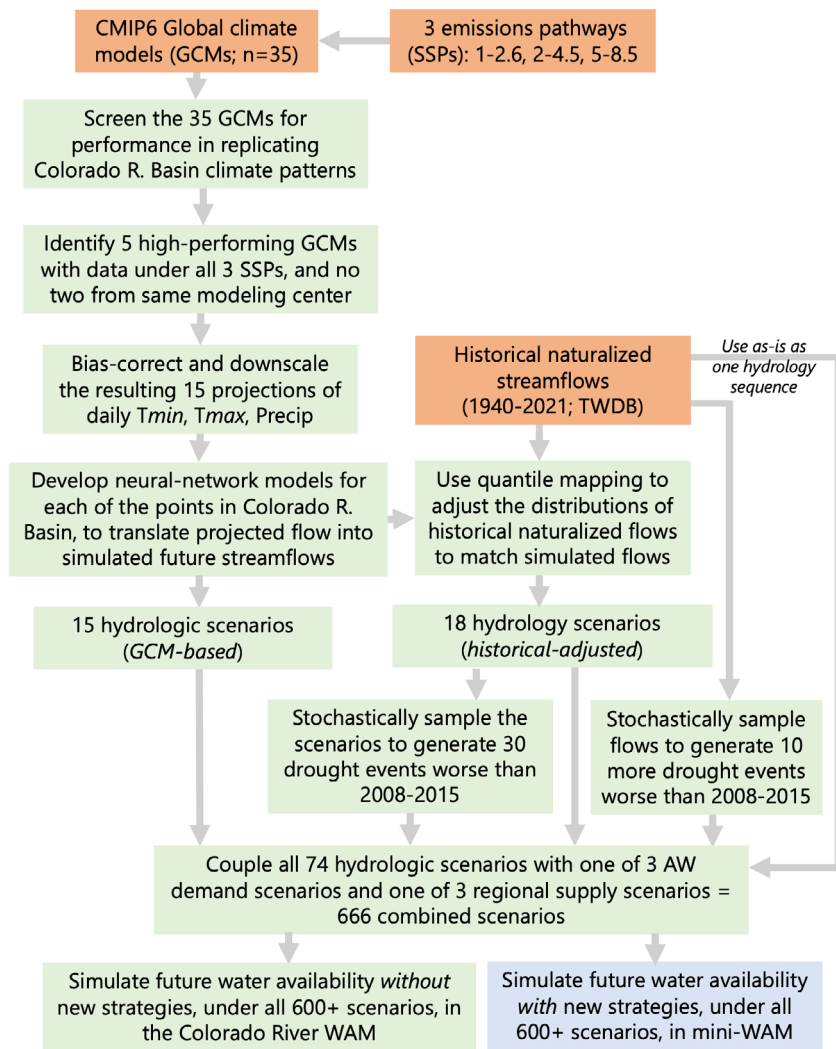 CMIP6 Global climate
models (GCMs; n=35)
3 emissions pathways
(SSPs): 1-2.6, 2-4.5, 5-8.5
Screen the 35 GCMs for
performance in replicating
Colorado R. Basin climate patterns
Identify 5 high-performing GCMs
with data under all 3 SSPs, and no
two from same modeling center
Bias-correct and downscale
the resulting 15 projections of
daily Tmin, Tmax, Precip
Historical naturalized
streamflows
(1940-2021; TWDB)
Use as-is as
one hydrology
sequence
Develop neural-network models for
each of the points in Colorado R.
Basin, to translate projected flow into
simulated future streamflows
Use quantile mapping to
adjust the distributions of
historical naturalized flows
to match simulated flows
15 hydrologic scenarios
(GCM-based)
18 hydrology scenarios
(historical-adjusted)
Stochastically sample the
scenarios to generate 30
drought events worse than
2008-2015
Stochastically sample
flows to generate 10
more drought events
worse than 2008-2015
Couple all 74 hydrologic scenarios with one of 3 AW
demand scenarios and one of 3 regional supply scenarios =
666 combined scenarios
Simulate future water availability without
new strategies, under all 600+ scenarios, in
the Colorado River WAM
Simulate future water availability
with new strategies, under all
600+ scenarios, in mini-WAM